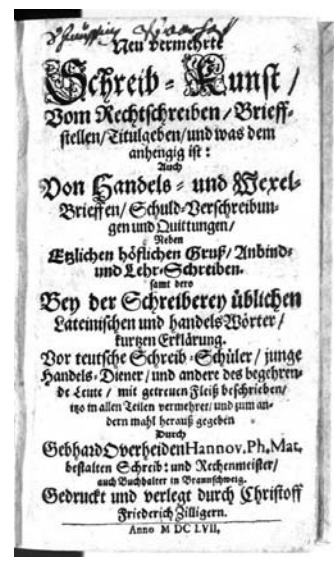 Neu vermehrte
Schreib-Kunst/
Vom Rechtschreiben/Brieff-
stellen/Titulgeben/und was dem
anhengig ist:
Auch
Von Handels- und Wexel-
Brieffen/Schuld-Verschreibun-
gen und Quittungen/
Neben
Etzlichen höflichen Gruß/Anbind-
und Lehr-Schreiben.
samt dero
Bey der Schreiberey üblichen
Lateinischen und handels Wörter/
kurtzen Erklärung.
Vor teutsche Schreib-Schüler/junge
Handels-Diener/und andere des begehren-
de Leute/mit getreuen Fleiß beschrieben/
itzo in allen Teilen vermehret/und zum an-
dern mahl herauß gegeben
Durch
Gebhard Overheiden Hannov. Ph. Mat.
bestalten Schreib: und Rechenmeister/
auch Buchhalter in Braunschweig.
Gedruckt und verlegt durch Christoff
Friederich Zilligern.
Anno M DC LVII,